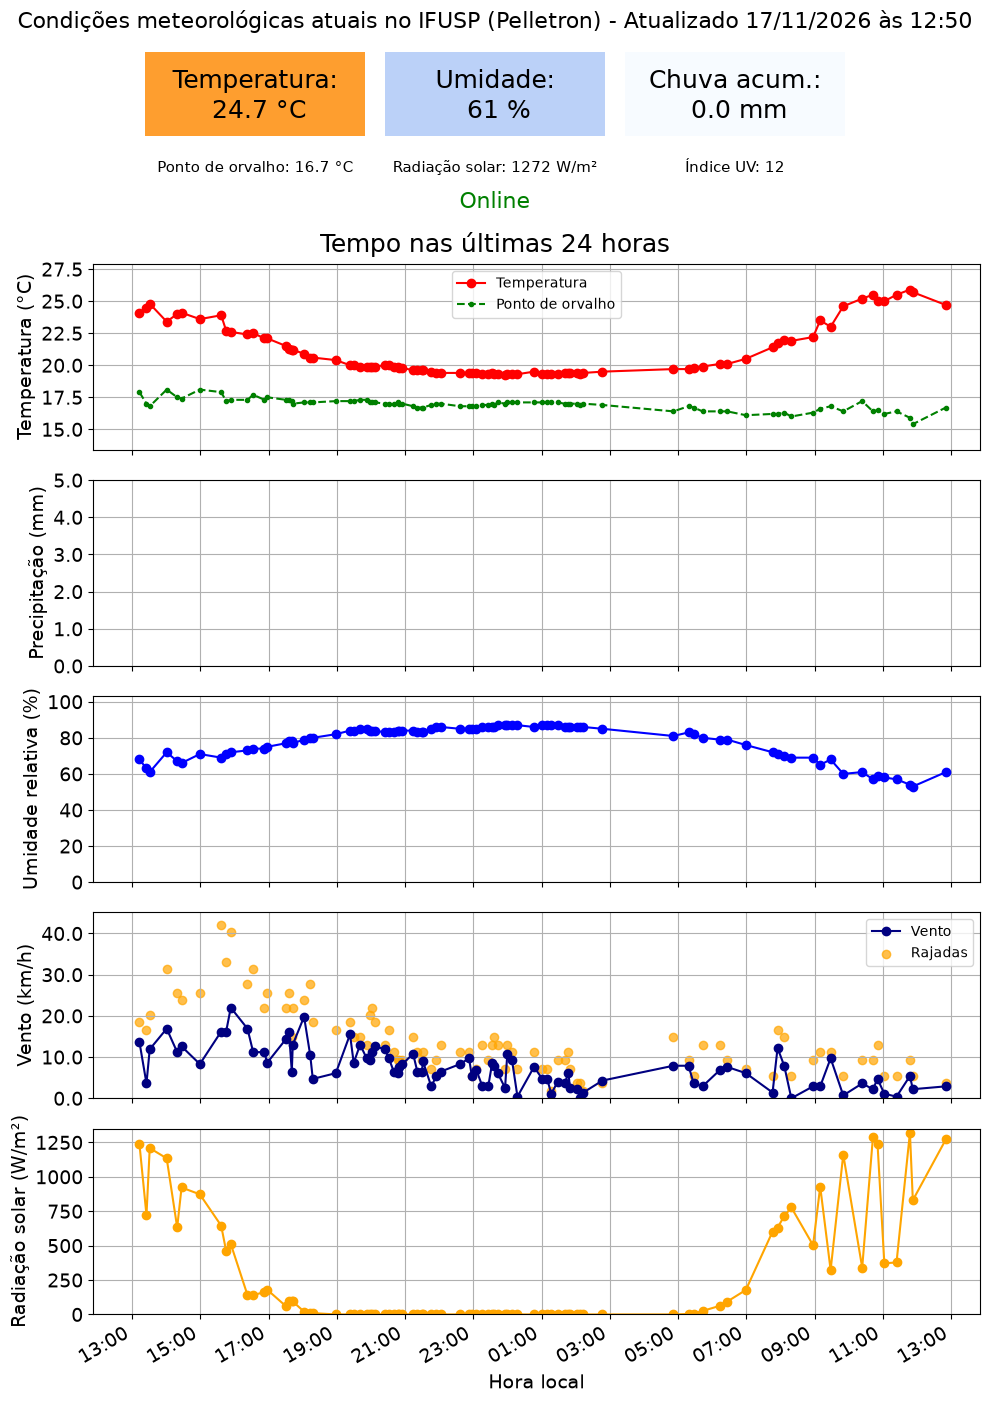 Condições meteorológicas atuais no IFUSP (Pelletron) - Atualizado 17/11/2026 às 12:50
Temperatura:
24.7 °C
Umidade:
61 %
Chuva acum.:
0.0 mm
Ponto de orvalho: 16.7 °C
Radiação solar: 1272 W/m²
Índice UV: 12
Online
Tempo nas últimas 24 horas
Temperatura (°C)
27.5
25.0
22.5
20.0
17.5
15.0
Temperatura
Ponto de orvalho
Precipitação (mm)
5.0
4.0
3.0
2.0
1.0
0.0
Umidade relativa (%)
100
80
60
40
20
0
Vento (km/h)
40.0
30.0
20.0
10.0
0.0
Vento
Rajadas
Radiação solar (W/m²)
1250
1000
750
500
250
0
13:00
15:00
17:00
19:00
21:00
23:00
01:00
03:00
05:00
07:00
09:00
11:00
13:00
Hora local